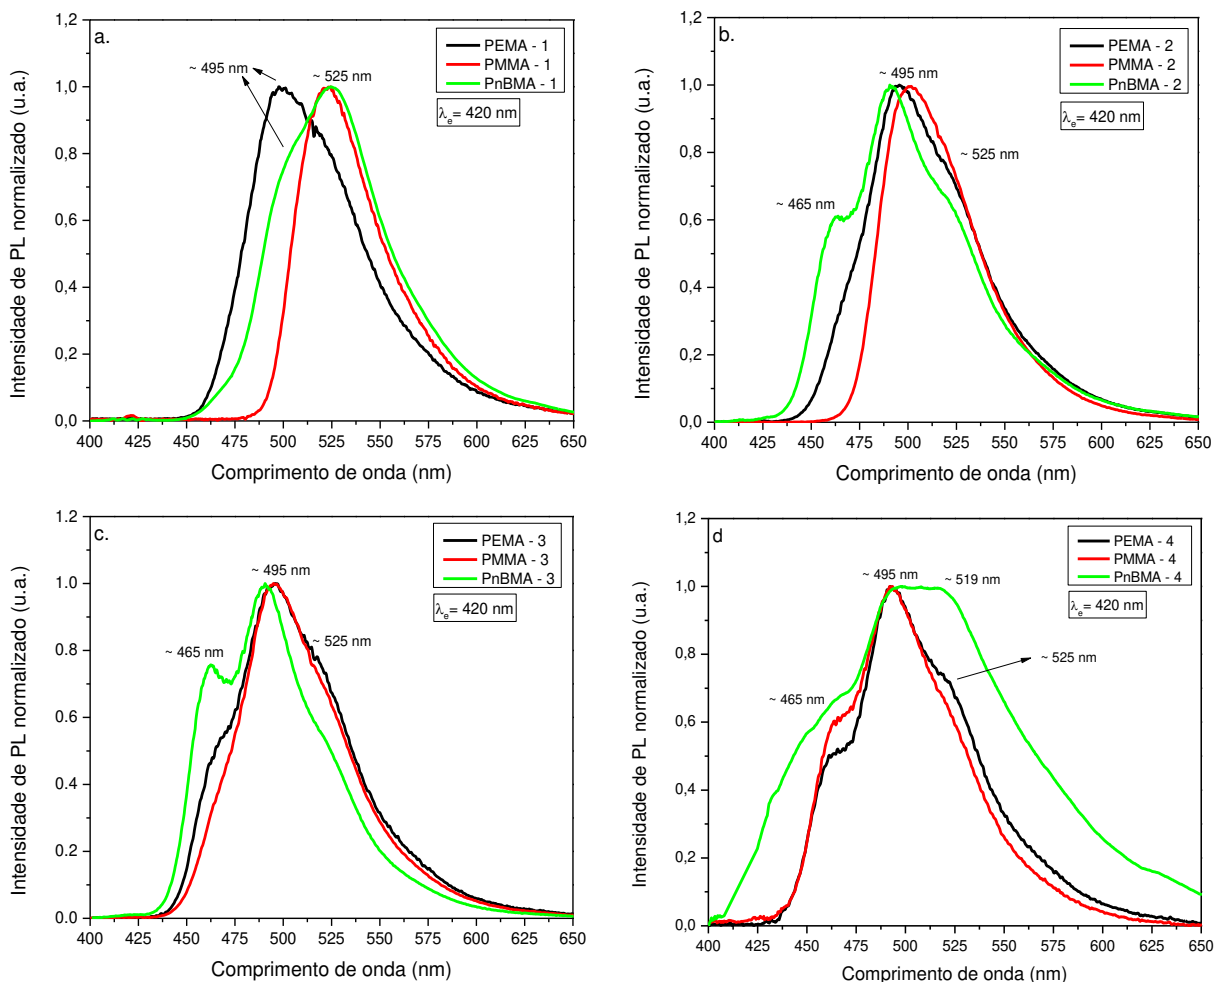 a.
1,2
1,0
0,8
0,6
0,4
0,2
0,0
Intensidade de PL normalizado (u.a.)
400 425 450 475 500 525 550 575 600 625 650
Comprimento de onda (nm)
~ 495 nm
~ 525 nm
PEMA - 1
PMMA - 1
PnBMA - 1
λe= 420 nm
b.
1,2
1,0
0,8
0,6
0,4
0,2
0,0
Intensidade de PL normalizado (u.a.)
400 425 450 475 500 525 550 575 600 625 650
Comprimento de onda (nm)
~ 495 nm
~ 525 nm
~ 465 nm
PEMA - 2
PMMA - 2
PnBMA - 2
λe= 420 nm
c.
1,2
1,0
0,8
0,6
0,4
0,2
0,0
Intensidade de PL normalizado (u.a.)
400 425 450 475 500 525 550 575 600 625 650
Comprimento de onda (nm)
~ 495 nm
~ 525 nm
~ 465 nm
PEMA - 3
PMMA - 3
PnBMA - 3
λe= 420 nm
d
1,2
1,0
0,8
0,6
0,4
0,2
0,0
Intensidade de PL normalizado (u.a.)
400 425 450 475 500 525 550 575 600 625 650
Comprimento de onda (nm)
~ 495 nm
~ 519 nm
~ 525 nm
~ 465 nm
PEMA - 4
PMMA - 4
PnBMA - 4
λe= 420 nm